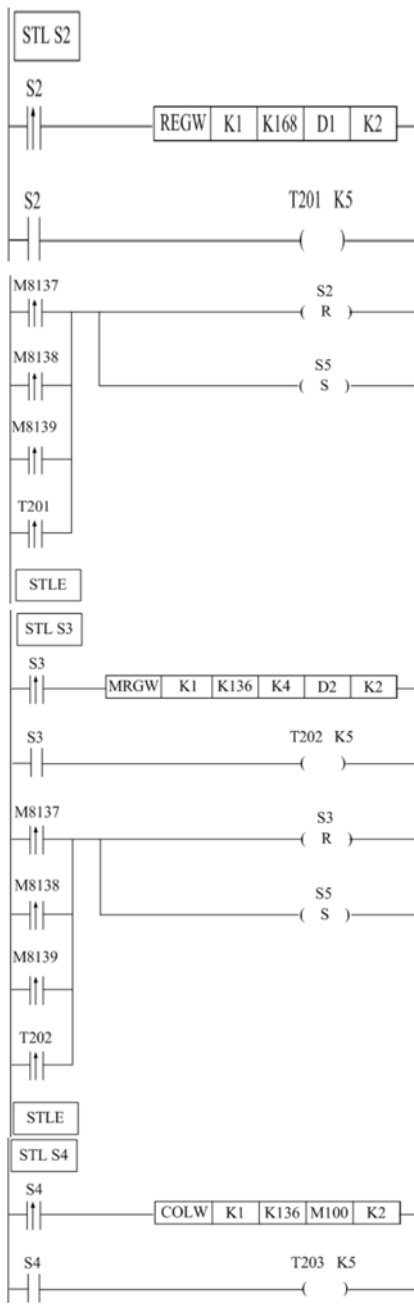 STL S2
S2
REGW K1 K168 D1 K2
S2 T201 K5
( )
M8137 S2
( R )
M8138 S5
( S )
M8139
T201
STLE
STL S3
S3
MRGW K1 K136 K4 D2 K2
S3 T202 K5
( )
M8137 S3
( R )
M8138 S5
( S )
M8139
T202
STLE
STL S4
S4
COLW K1 K136 M100 K2
S4 T203 K5
( )